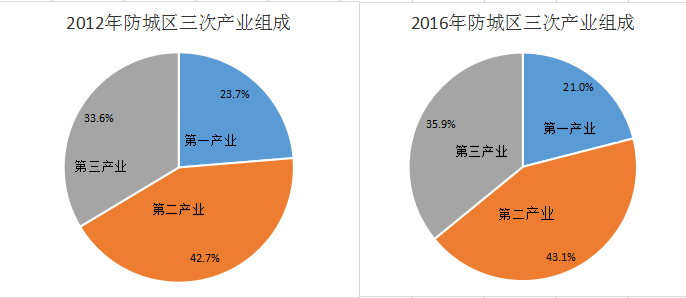 2012年防城区三次产业组成
23.7%
33.6%
第一产业
第三产业
第二产业
42.7%
2016年防城区三次产业组成
21.0%
35.9%
第一产业
第三产业
第二产业
43.1%